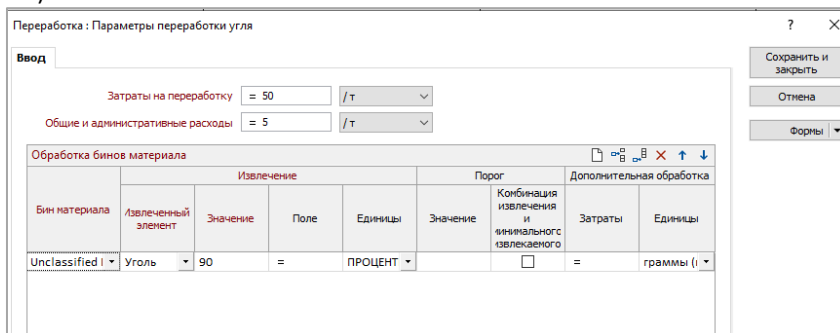 Переработка : Параметры переработки угля ?
Ввод
Сохранить и закрыть
Затраты на переработку = 50 / т
Отмена
Общие и административные расходы = 5 / т
Формы
Обработка бинов материала
Извлечение Порог Дополнительная обработка
Бин материала Извлеченный элемент Значение Поле Единицы Значение Комбинация извлечения и минимального извлекаемого Затраты Единицы
Unclassified Уголь 90 = ПРОЦЕНТ = граммы